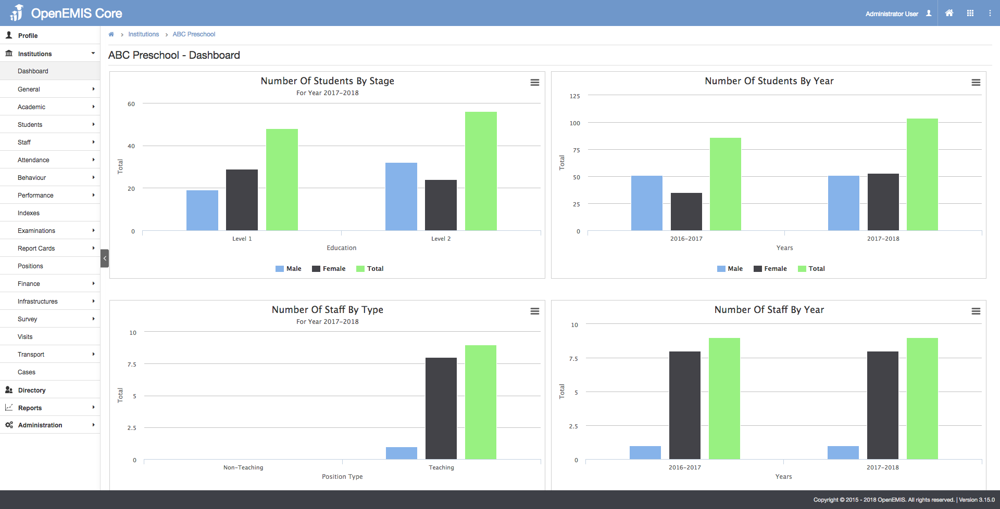 OpenEMIS Core
Administrator User
Profile
Institutions
Dashboard
General
Academic
Students
Staff
Attendance
Behaviour
Performance
Indexes
Examinations
Report Cards
Positions
Finance
Infrastructures
Survey
Visits
Transport
Cases
Directory
Reports
Administration
Institutions > ABC Preschool
ABC Preschool - Dashboard
Number Of Students By Stage
For Year 2017-2018
60
40
20
0
Total
Level 1 Level 2
Education
Male Female Total
Number Of Students By Year
125
100
75
50
25
0
Total
2016-2017 2017-2018
Years
Male Female Total
Number Of Staff By Type
For Year 2017-2018
10
7.5
5
2.5
0
Total
Non-Teaching Teaching
Position Type
Number Of Staff By Year
10
7.5
5
2.5
0
Total
2016-2017 2017-2018
Years
Copyright © 2015 - 2018 OpenEMIS. All rights reserved. | Version 3.15.0